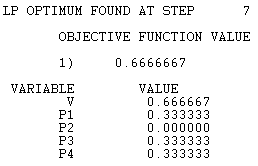 LP OPTIMUM FOUND AT STEP 7
OBJECTIVE FUNCTION VALUE
1) 0.6666667
VARIABLE VALUE
V 0.666667
P1 0.333333
P2 0.000000
P3 0.333333
P4 0.333333